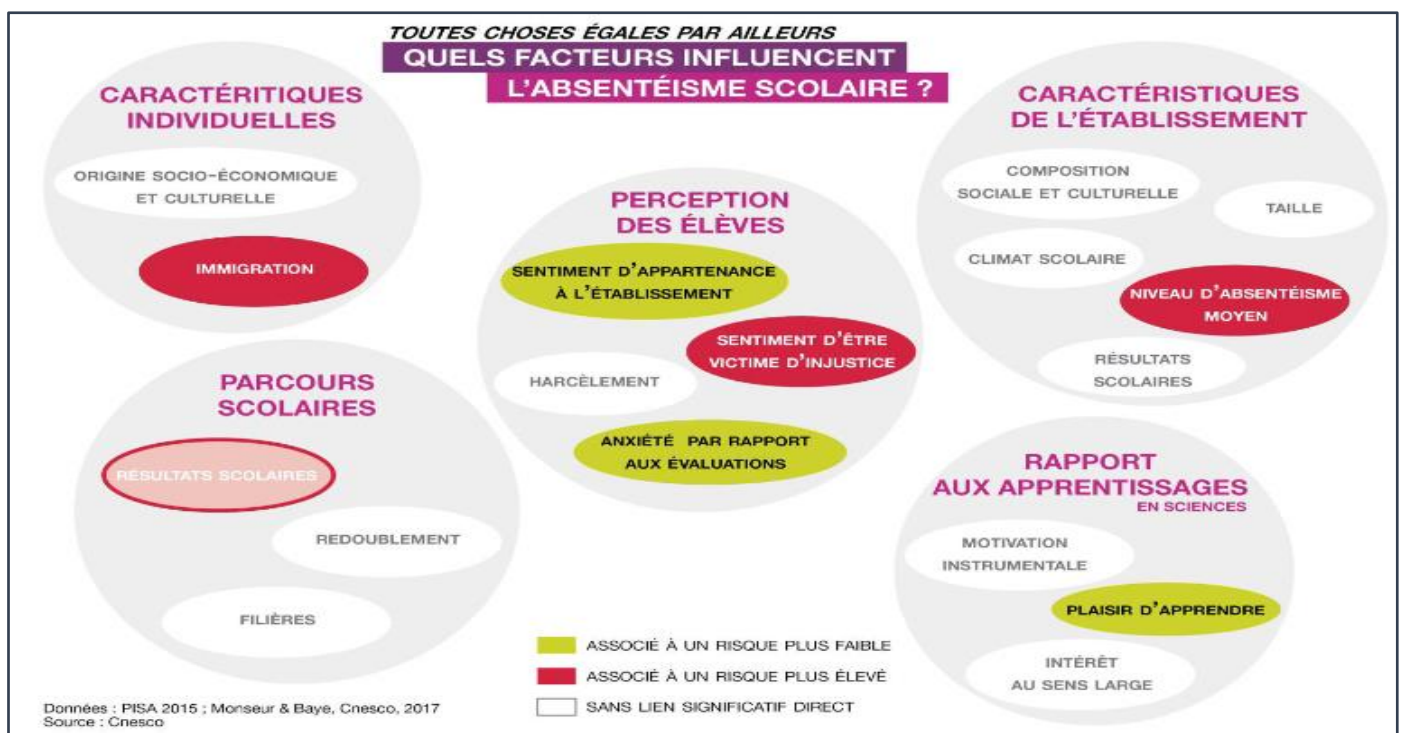 TOUTES CHOSES ÉGALES PAR AILLEURS
QUELS FACTEURS INFLUENCENT
L'ABSENTÉISME SCOLAIRE ?
CARACTÉRITIQUES
INDIVIDUELLES
ORIGINE SOCIO-ÉCONOMIQUE
ET CULTURELLE
IMMIGRATION
PARCOURS
SCOLAIRES
RÉSULTATS SCOLAIRES
REDOUBLEMENT
FILIÈRES
PERCEPTION
DES ÉLÈVES
SENTIMENT D'APPARTENANCE
À L'ÉTABLISSEMENT
SENTIMENT D'ÊTRE
VICTIME D'INJUSTICE
HARCÈLEMENT
ANXIÉTÉ PAR RAPPORT
AUX ÉVALUATIONS
CARACTÉRISTIQUES
DE L'ÉTABLISSEMENT
COMPOSITION
SOCIALE ET CULTURELLE
TAILLE
CLIMAT SCOLAIRE
NIVEAU D'ABSENTÉISME
MOYEN
RÉSULTATS
SCOLAIRES
RAPPORT
AUX APPRENTISSAGES
EN SCIENCES
MOTIVATION
INSTRUMENTALE
PLAISIR D'APPRENDRE
INTÉRÊT
AU SENS LARGE
ASSOCIÉ À UN RISQUE PLUS FAIBLE
ASSOCIÉ À UN RISQUE PLUS ÉLEVÉ
SANS LIEN SIGNIFICATIF DIRECT
Données : PISA 2015 ; Monseur & Baye, Cnesco, 2017
Source : Cnesco